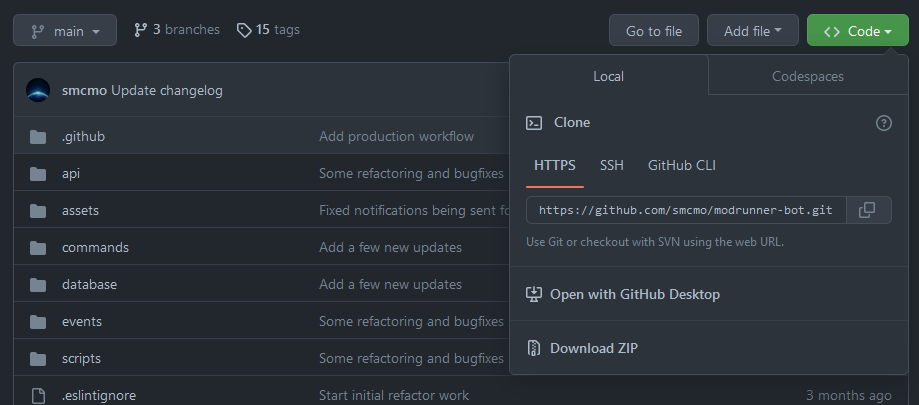 main
3 branches
15 tags
Go to file
Add file
Code
smcmo Update changelog
.github Add production workflow
api Some refactoring and bugfixes
assets Fixed notifications being sent fo
commands Add a few new updates
database Add a few new updates
events Some refactoring and bugfixes
scripts Some refactoring and bugfixes
.eslintignore Start initial refactor work 3 months ago
Local
Codespaces
Clone
HTTPS SSH GitHub CLI
https://github.com/smcmo/modrunner-bot.git
Use Git or checkout with SVN using the web URL.
Open with GitHub Desktop
Download ZIP